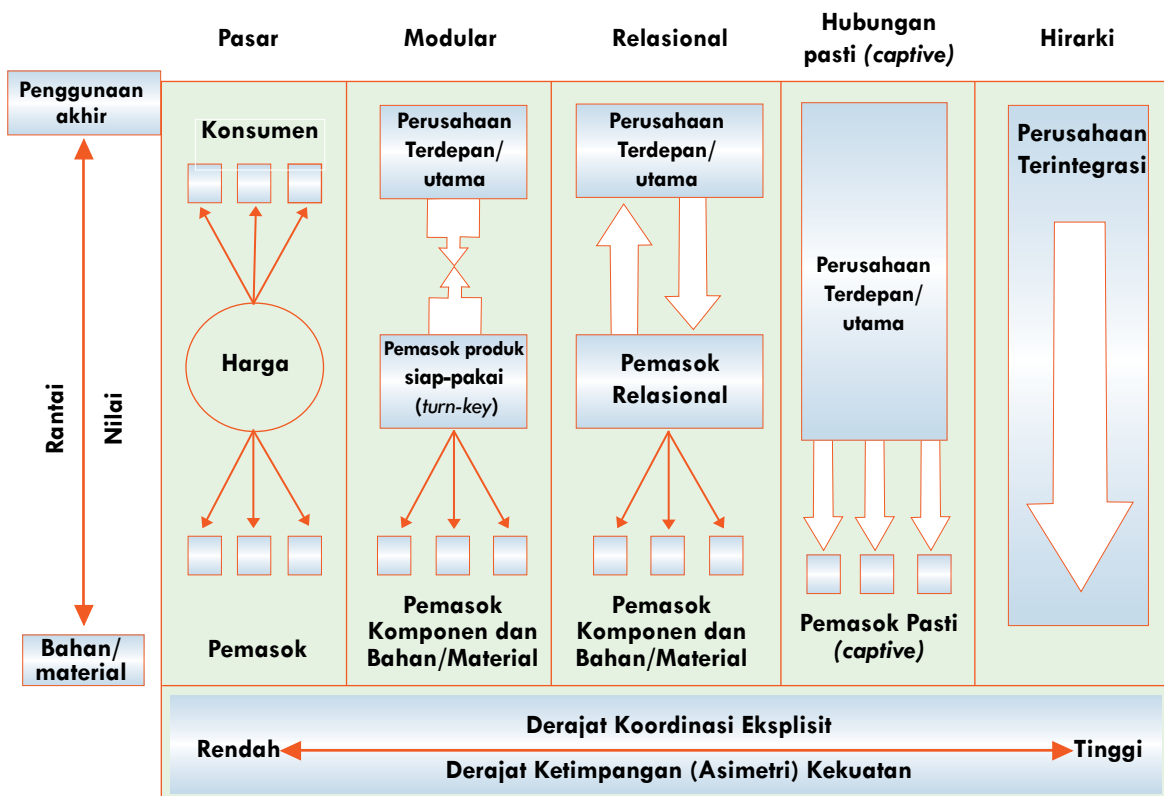 Pasar
Modular
Relasional
Hubungan
pasti (captive)
Hirarki
Penggunaan
akhir
Rantai
Nilai
Bahan/
material
Konsumen
Harga
Pemasok
Perusahaan
Terdepan/
utama
Pemasok produk
siap-pakai
(turn-key)
Pemasok
Komponen dan
Bahan/Material
Perusahaan
Terdepan/
utama
Pemasok
Relasional
Pemasok
Komponen dan
Bahan/Material
Perusahaan
Terdepan/
utama
Pemasok Pasti
(captive)
Perusahaan
Terintegrasi
Derajat Koordinasi Eksplisit
Rendah
Tinggi
Derajat Ketimpangan (Asimetri) Kekuatan